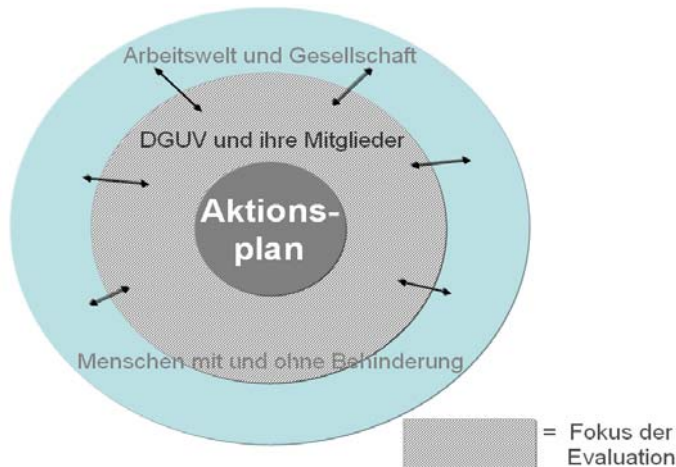 Arbeitswelt und Gesellschaft
DGUV und ihre Mitglieder
Aktions-
plan
Menschen mit und ohne Behinderung
= Fokus der
Evaluation